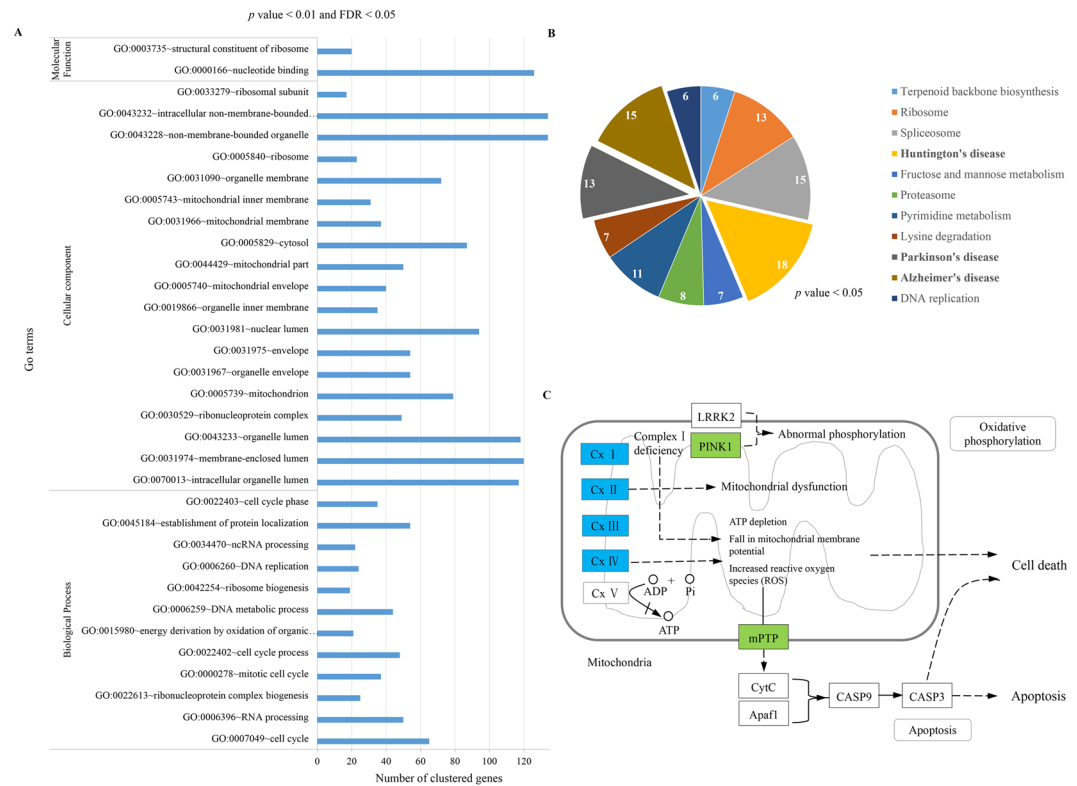 p value < 0.01 and FDR < 0.05
A
Go terms
Molecular
Function
GO:0003735~structural constituent of ribosome
GO:0000166~nucleotide binding
Cellular component
GO:0033279~ribosomal subunit
GO:0043232~intracellular non-membrane-bounded…
GO:0043228~non-membrane-bounded organelle
GO:0005840~ribosome
GO:0031090~organelle membrane
GO:0005743~mitochondrial inner membrane
GO:0031966~mitochondrial membrane
GO:0005829~cytosol
GO:0044429~mitochondrial part
GO:0005740~mitochondrial envelope
GO:0019866~organelle inner membrane
GO:0031981~nuclear lumen
GO:0031975~envelope
GO:0031967~organelle envelope
GO:0005739~mitochondrion
GO:0030529~ribonucleoprotein complex
GO:0043233~organelle lumen
GO:0031974~membrane-enclosed lumen
GO:0070013~intracellular organelle lumen
Biological Process
GO:0022403~cell cycle phase
GO:0045184~establishment of protein localization
GO:0034470~ncRNA processing
GO:0006260~DNA replication
GO:0042254~ribosome biogenesis
GO:0006259~DNA metabolic process
GO:0015980~energy derivation by oxidation of organic…
GO:0022402~cell cycle process
GO:0000278~mitotic cell cycle
GO:0022613~ribonucleoprotein complex biogenesis
GO:0006396~RNA processing
GO:0007049~cell cycle
0 20 40 60 80 100 120
Number of clustered genes
B
6
13
15
18
7
8
11
7
13
15
6
p value < 0.05
Terpenoid backbone biosynthesis
Ribosome
Spliceosome
Huntington's disease
Fructose and mannose metabolism
Proteasome
Pyrimidine metabolism
Lysine degradation
Parkinson's disease
Alzheimer's disease
DNA replication
C
LRRK2
PINK1
Abnormal phosphorylation
Oxidative
phosphorylation
Complex Ⅰ
deficiency
Cx Ⅰ
Cx Ⅱ
Mitochondrial dysfunction
Cx Ⅲ
ATP depletion
Fall in mitochondrial membrane
potential
Cx Ⅳ
Increased reactive oxygen
species (ROS)
Cx Ⅴ
ADP + Pi
ATP
Cell death
mPTP
Mitochondria
CytC
Apaf1
CASP9
CASP3
Apoptosis
Apoptosis